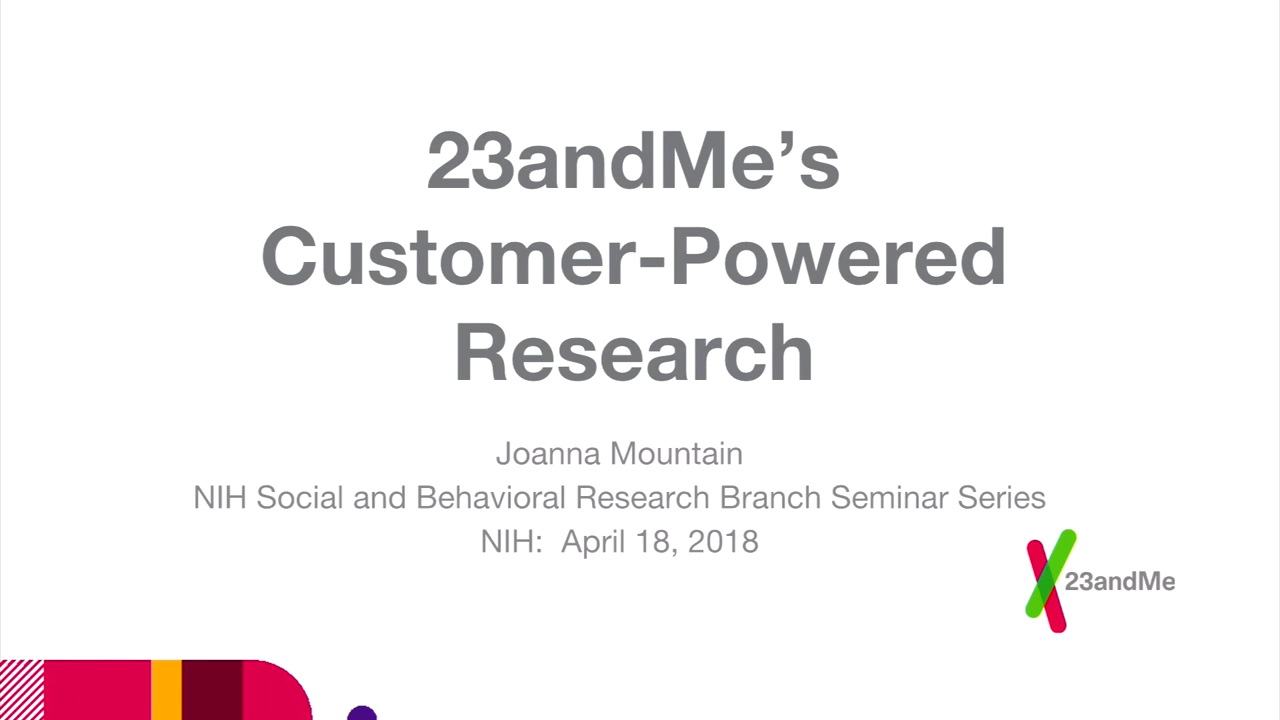 23andMe’s
Customer-Powered
Research
Joanna Mountain
NIH Social and Behavioral Research Branch Seminar Series
NIH:  April 18, 2018
23andMe